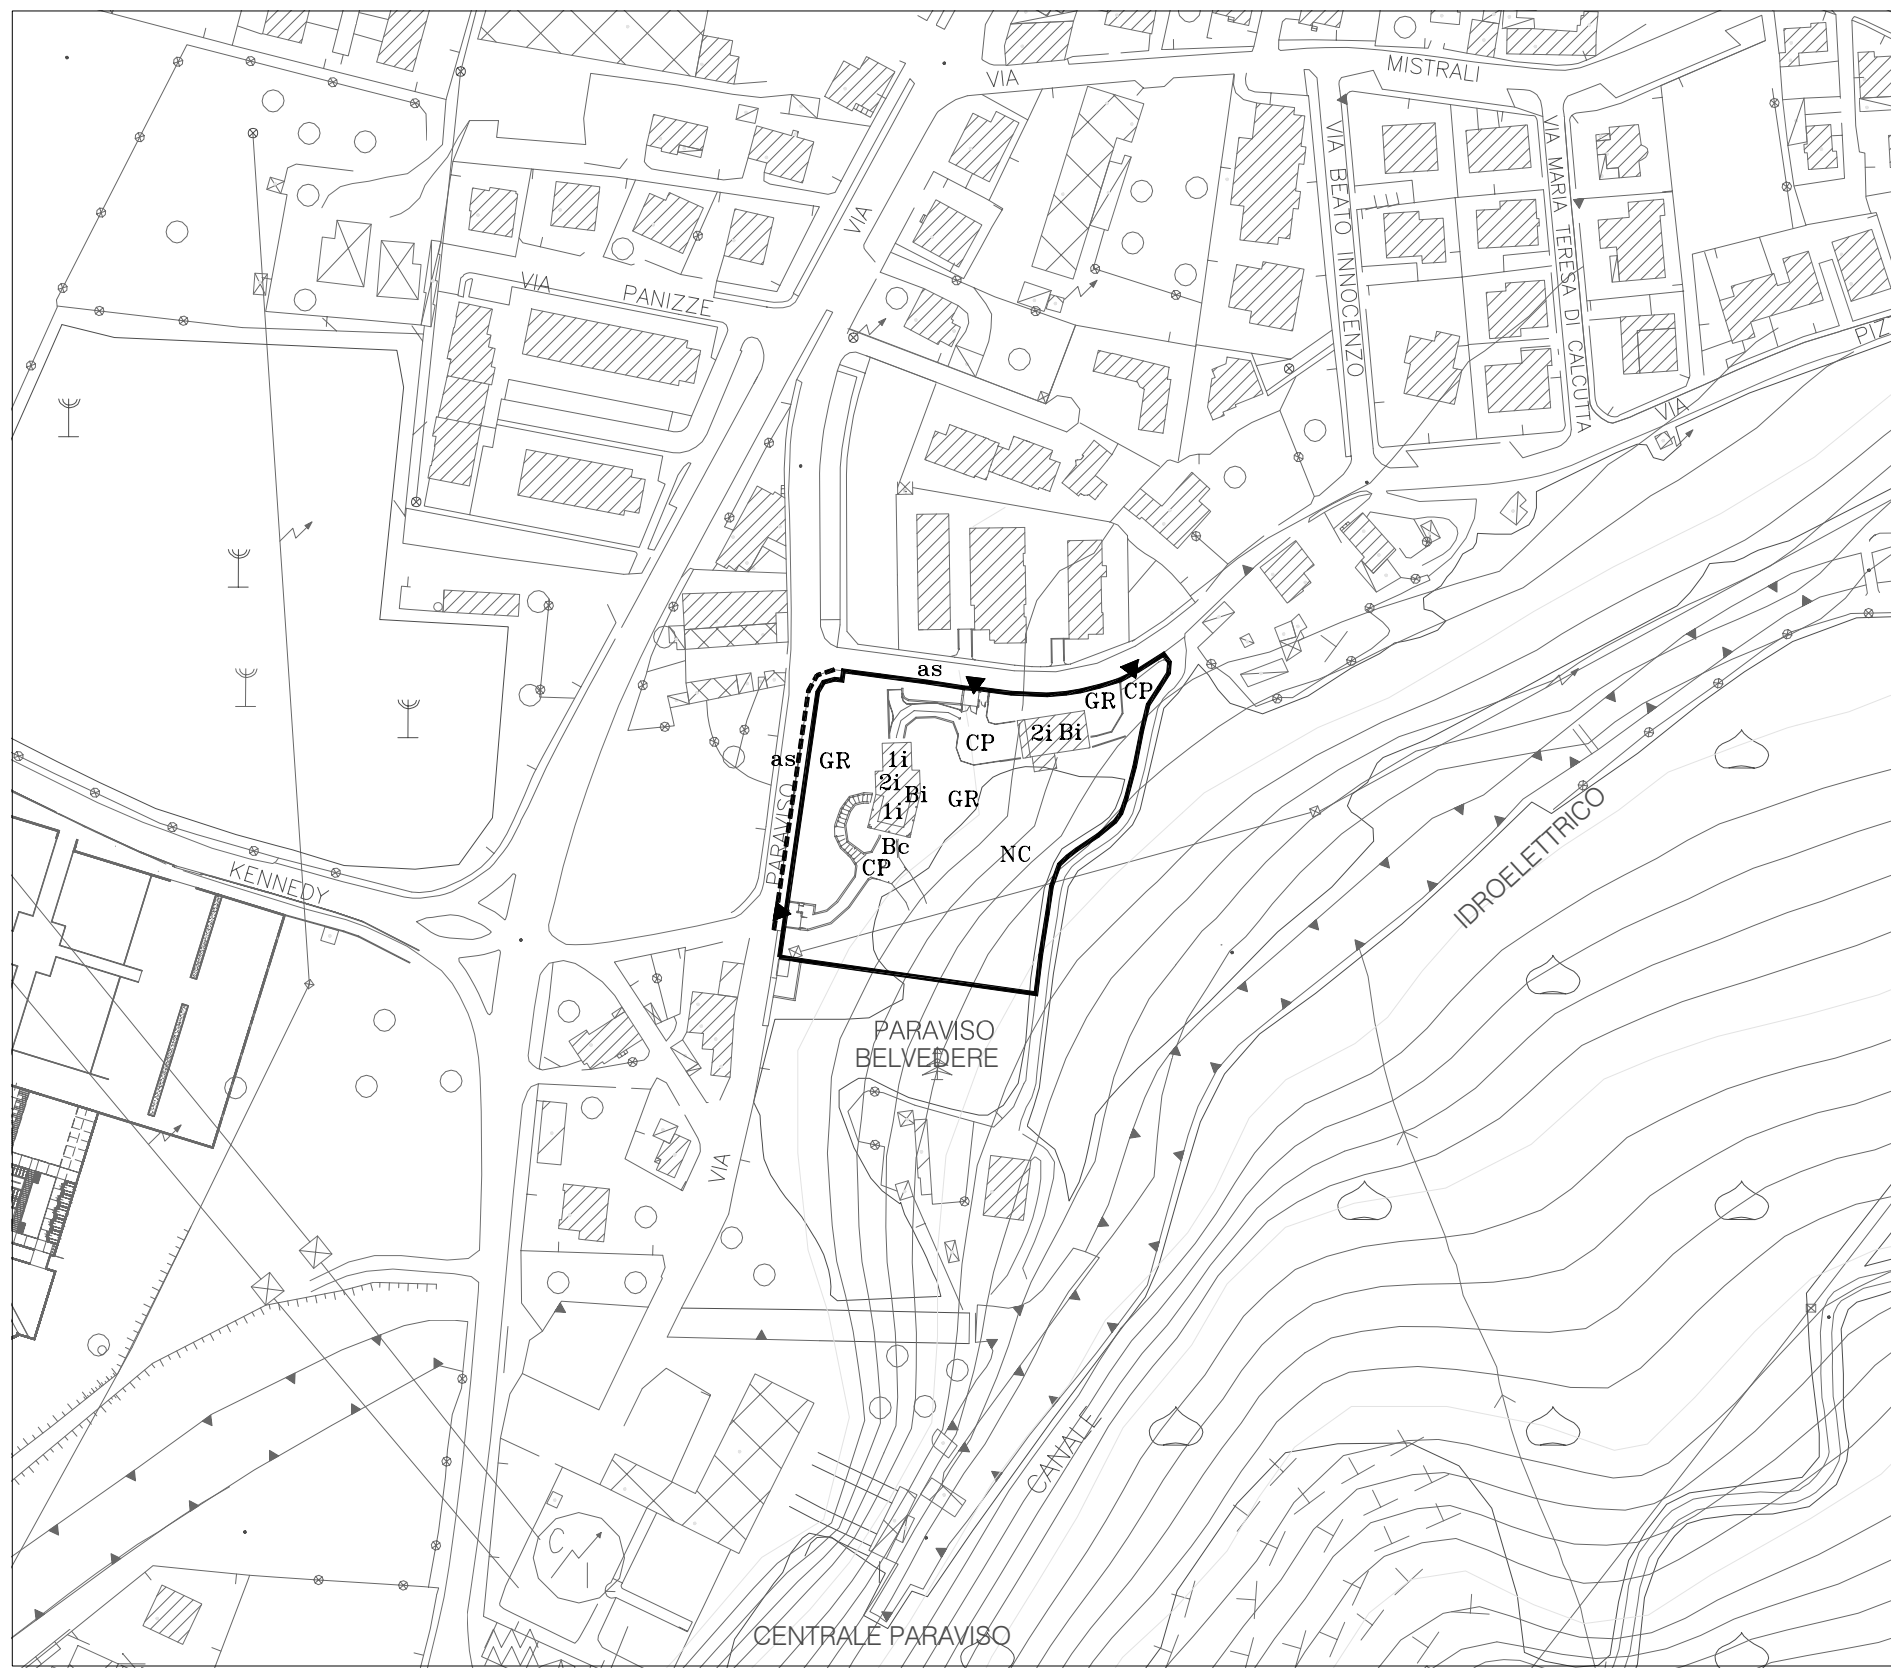 VIA
MISTRALI
VIA BEATO INNOCENZO
VIA MARIA TERESA DI CALCUTTA
VIA
VIA
PANIZZE
PIZ
VIA
as
CP
GR
2i Bi
CP
as
GR
1i
2i
Bi
GR
1i
Bc
NC
CP
PARAVISO
IDROELETTRICO
KENNEDY
PARAVISO
BELVEDERE
VIA
CANALE
C
CENTRALE PARAVISO